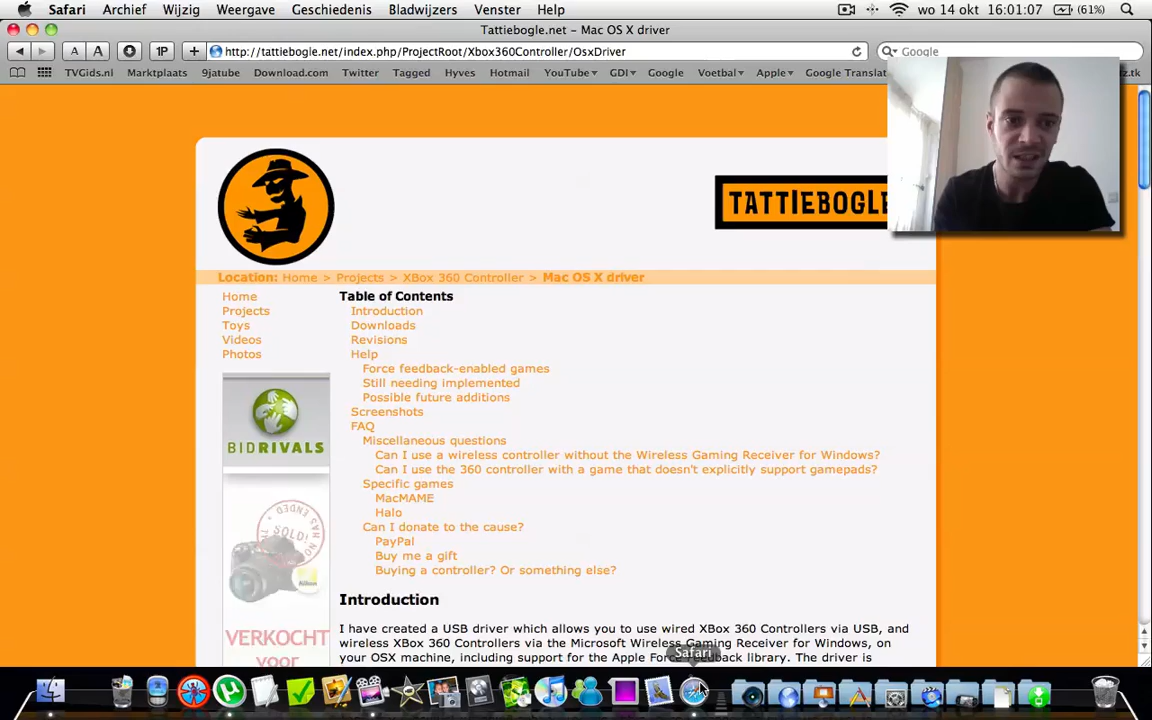 Safari Archief Wijzig Weergave Geschiedenis Bladwijzers Venster Help wo 14 okt 16:01:07 (61%)
Tattiebogle.net – Mac OS X driver
A A 1P + http://tattiebogle.net/index.php/ProjectRoot/Xbox360Controller/OsxDriver Google
TVGids.nl Marktplaats 9jatube Download.com Twitter Tagged Hyves Hotmail YouTube GDI Google Voetbal Apple Google Translat z.tk
TATTIEBOGLE
Location: Home > Projects > XBox 360 Controller > Mac OS X driver
Home
Projects
Toys
Videos
Photos
BIDRIVALS
SOLD!
VERKOCHT
voor
Table of Contents
Introduction
Downloads
Revisions
Help
Force feedback-enabled games
Still needing implemented
Possible future additions
Screenshots
FAQ
Miscellaneous questions
Can I use a wireless controller without the Wireless Gaming Receiver for Windows?
Can I use the 360 controller with a game that doesn't explicitly support gamepads?
Specific games
MacMAME
Halo
Can I donate to the cause?
PayPal
Buy me a gift
Buying a controller? Or something else?
Introduction
I have created a USB driver which allows you to use wired XBox 360 Controllers via USB, and
wireless XBox 360 Controllers via the Microsoft Wireless Gaming Receiver for Windows, on
your OSX machine, including support for the Apple Force Feedback library. The driver is
Safari